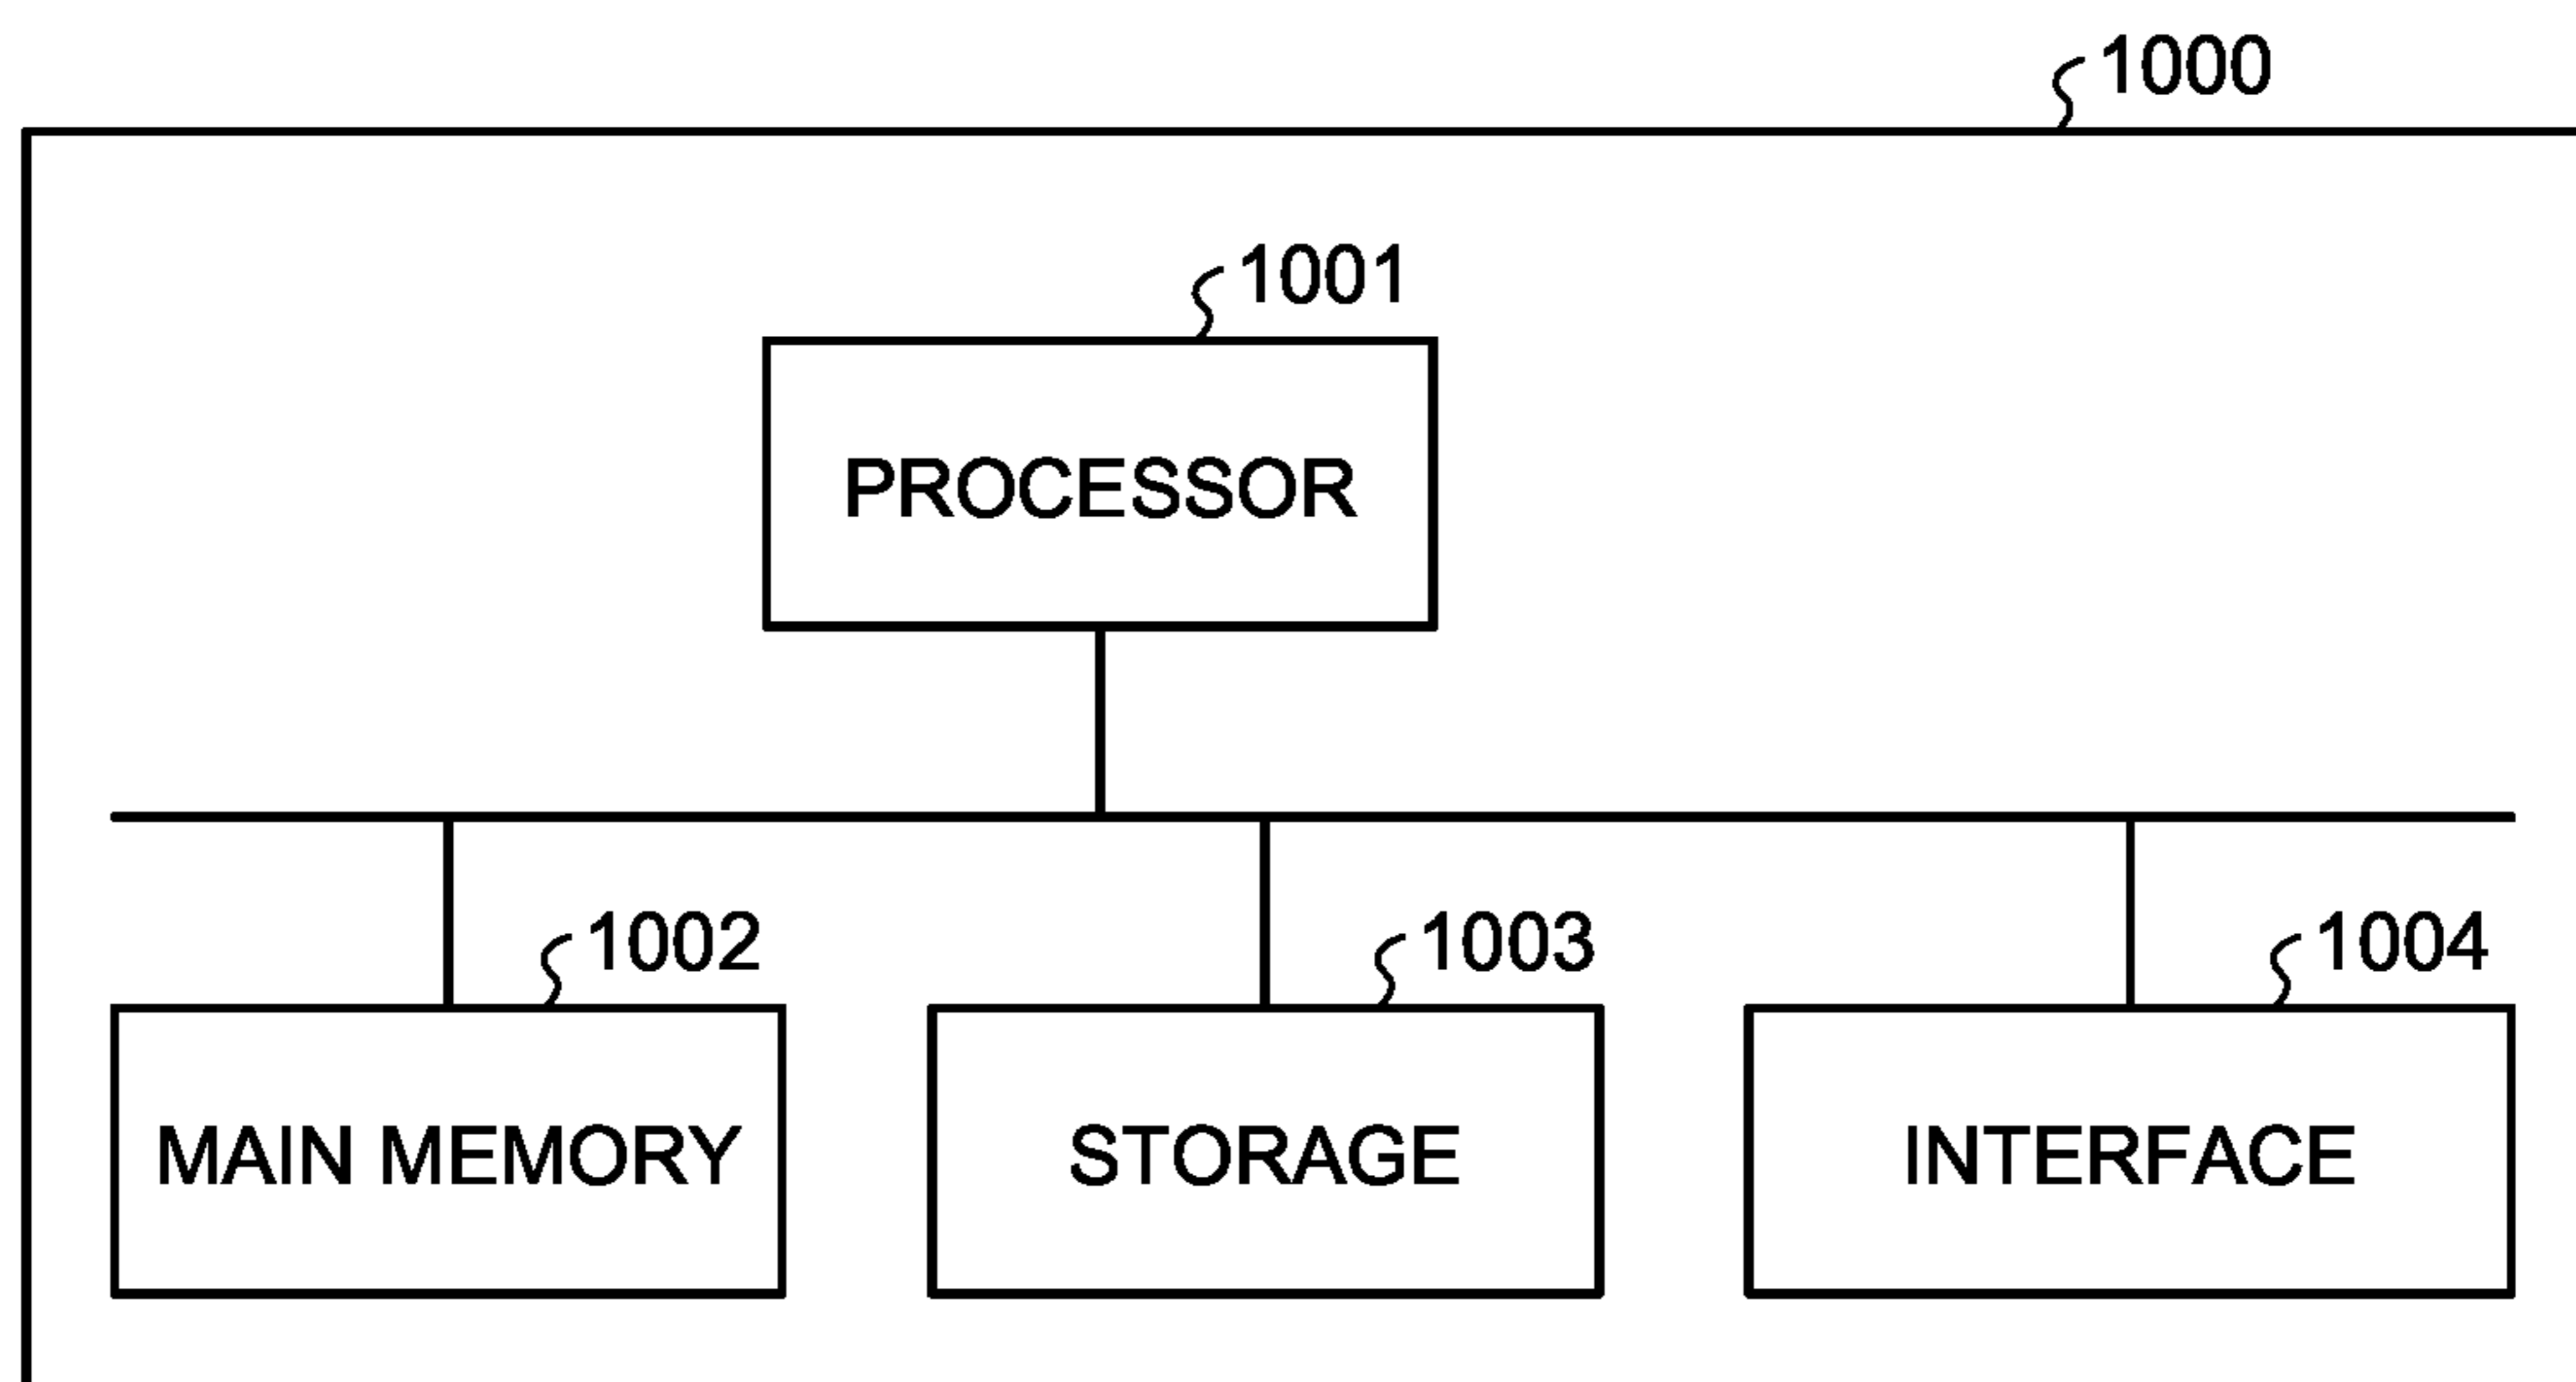 1000
1001
PROCESSOR
1002
1003
1004
MAIN MEMORY
STORAGE
INTERFACE